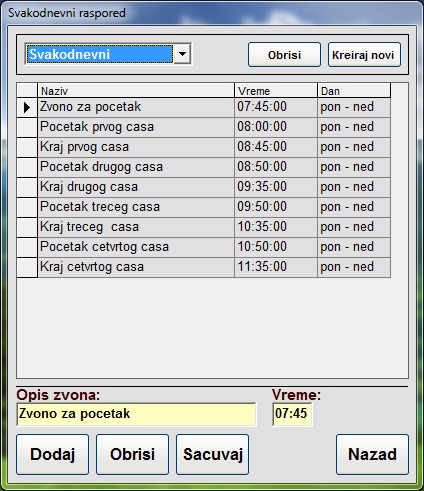 Svakodnevni raspored
Svakodnevni Obrisi Kreiraj novi
Naziv Vreme Dan
Zvono za pocetak 07:45:00 pon - ned
Pocetak prvog casa 08:00:00 pon - ned
Kraj prvog casa 08:45:00 pon - ned
Pocetak drugog casa 08:50:00 pon - ned
Kraj drugog casa 09:35:00 pon - ned
Pocetak treceg casa 09:50:00 pon - ned
Kraj treceg  casa 10:35:00 pon - ned
Pocetak cetvrtog casa 10:50:00 pon - ned
Kraj cetvrtog casa 11:35:00 pon - ned
Opis zvona: Vreme:
Zvono za pocetak 07:45
Dodaj Obrisi Sacuvaj Nazad